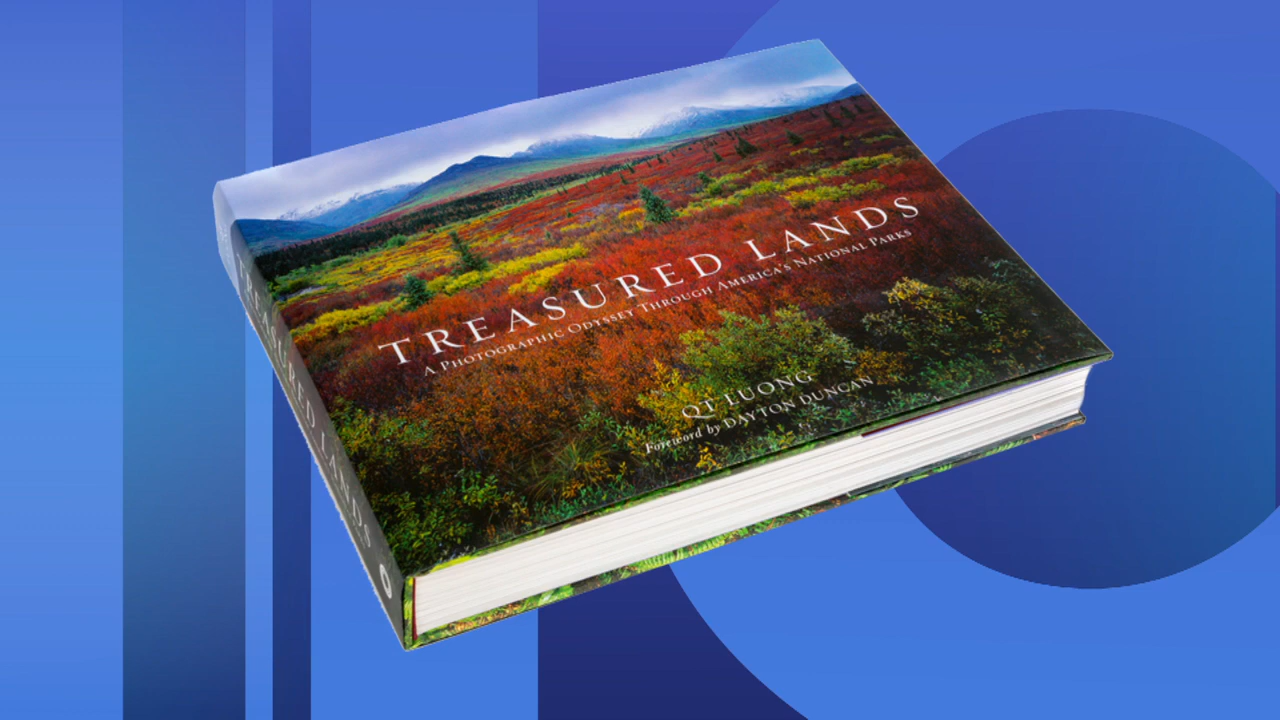 TREASURED LANDS
A PHOTOGRAPHIC ODYSSEY THROUGH AMERICA'S NATIONAL PARKS
QT LUONG
Foreword by DAYTON DUNCAN
TREASURED LANDS